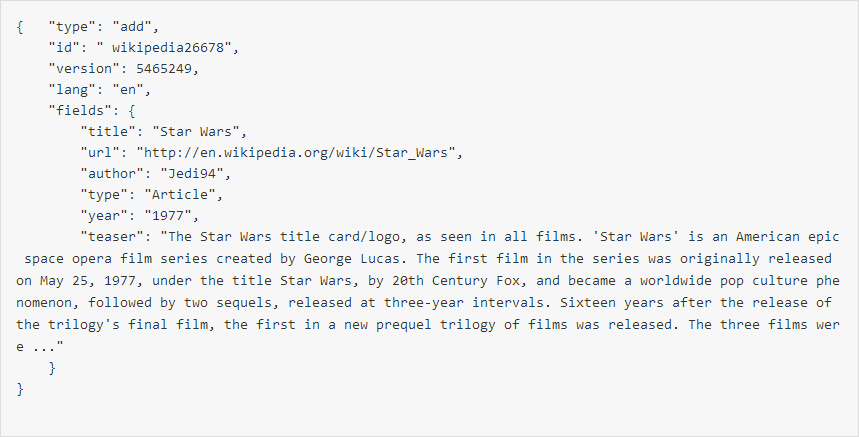 {   "type": "add",
    "id": " wikipedia26678",
    "version": 5465249,
    "lang": "en",
    "fields": {
        "title": "Star Wars",
        "url": "http://en.wikipedia.org/wiki/Star_Wars",
        "author": "Jedi94",
        "type": "Article",
        "year": "1977",
        "teaser": "The Star Wars title card/logo, as seen in all films. 'Star Wars' is an American epic
 space opera film series created by George Lucas. The first film in the series was originally released
on May 25, 1977, under the title Star Wars, by 20th Century Fox, and became a worldwide pop culture phe
nomenon, followed by two sequels, released at three-year intervals. Sixteen years after the release of
the trilogy's final film, the first in a new prequel trilogy of films was released. The three films wer
e ..."
    }
}